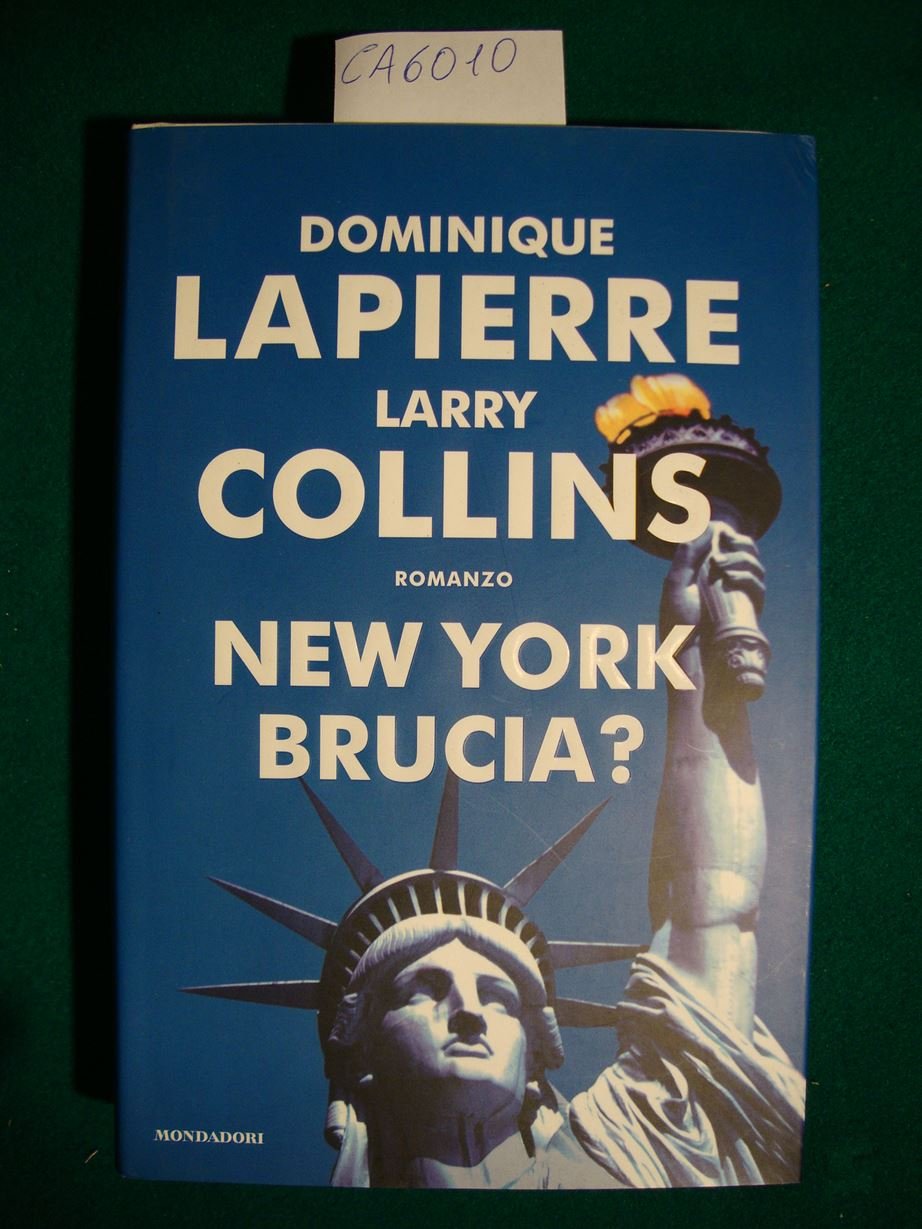 CA6010
DOMINIQUE
LAPIERRE
LARRY
COLLINS
ROMANZO
NEW YORK
BRUCIA?
MONDADORI